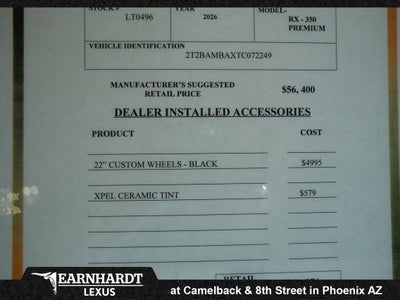 STOCK #
LT0496
YEAR
2026
MODEL-
RX - 350
PREMIUM
VEHICLE IDENTIFICATION
2T2BAMBAXTC072249
MANUFACTURER'S SUGGESTED
RETAIL PRICE
$56, 400
DEALER INSTALLED ACCESSORIES
PRODUCT COST
22" CUSTOM WHEELS - BLACK $4995
XPEL CERAMIC TINT $579
RETAIL
EARNHARDT
LEXUS
at Camelback & 8th Street in Phoenix AZ